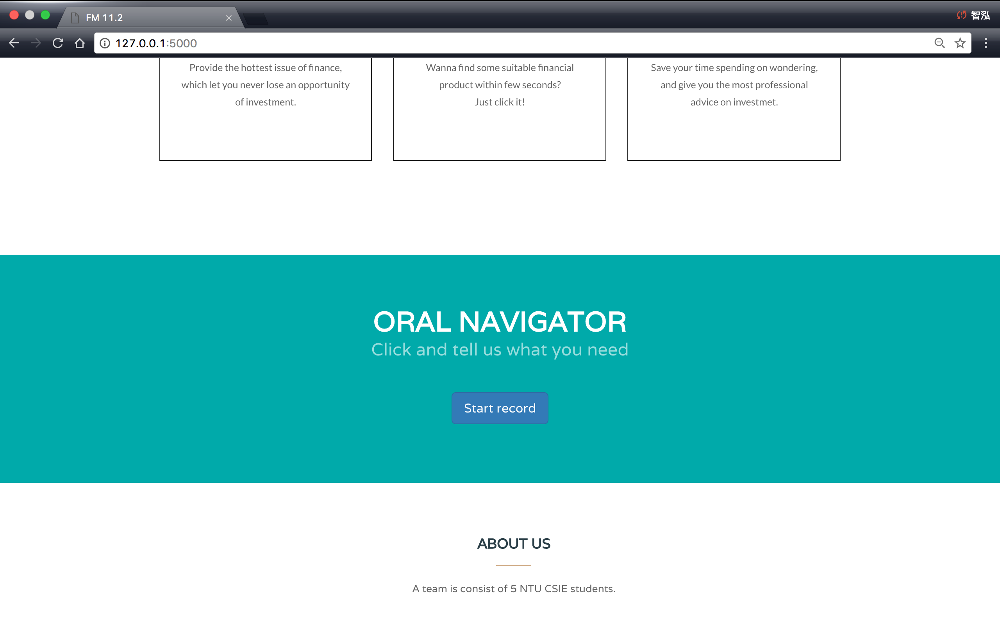 FM 11.2
智泓
127.0.0.1:5000
Provide the hottest issue of finance,
which let you never lose an opportunity
of investment.
Wanna find some suitable financial
product within few seconds?
Just click it!
Save your time spending on wondering,
and give you the most professional
advice on investmet.
ORAL NAVIGATOR
Click and tell us what you need
Start record
ABOUT US
A team is consist of 5 NTU CSIE students.